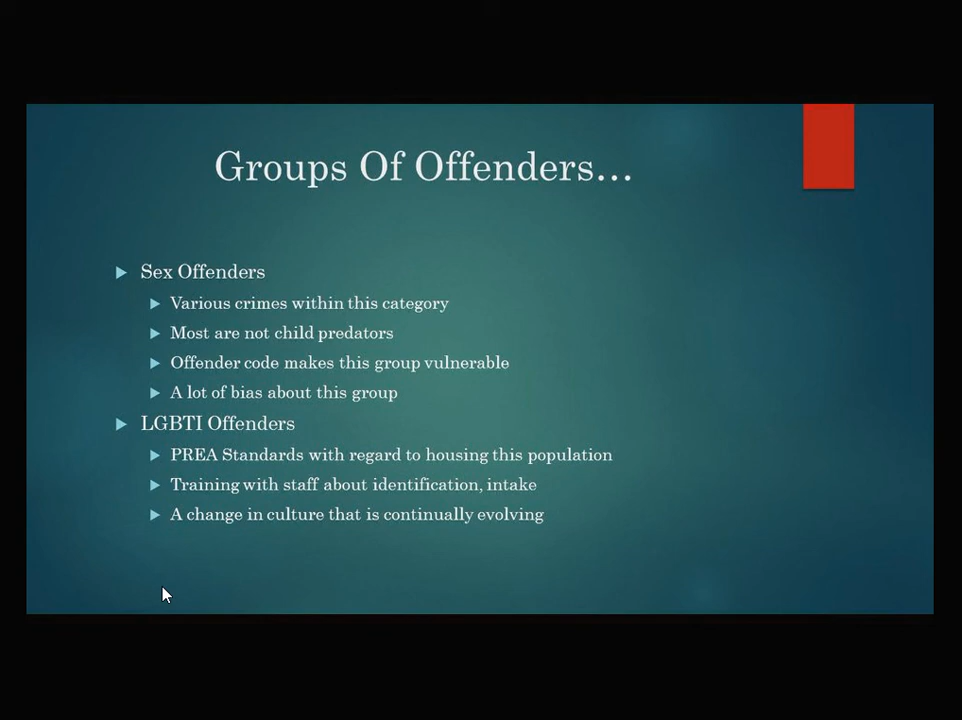 Groups Of Offenders...
Sex Offenders
Various crimes within this category
Most are not child predators
Offender code makes this group vulnerable
A lot of bias about this group
LGBTI Offenders
PREA Standards with regard to housing this population
Training with staff about identification, intake
A change in culture that is continually evolving